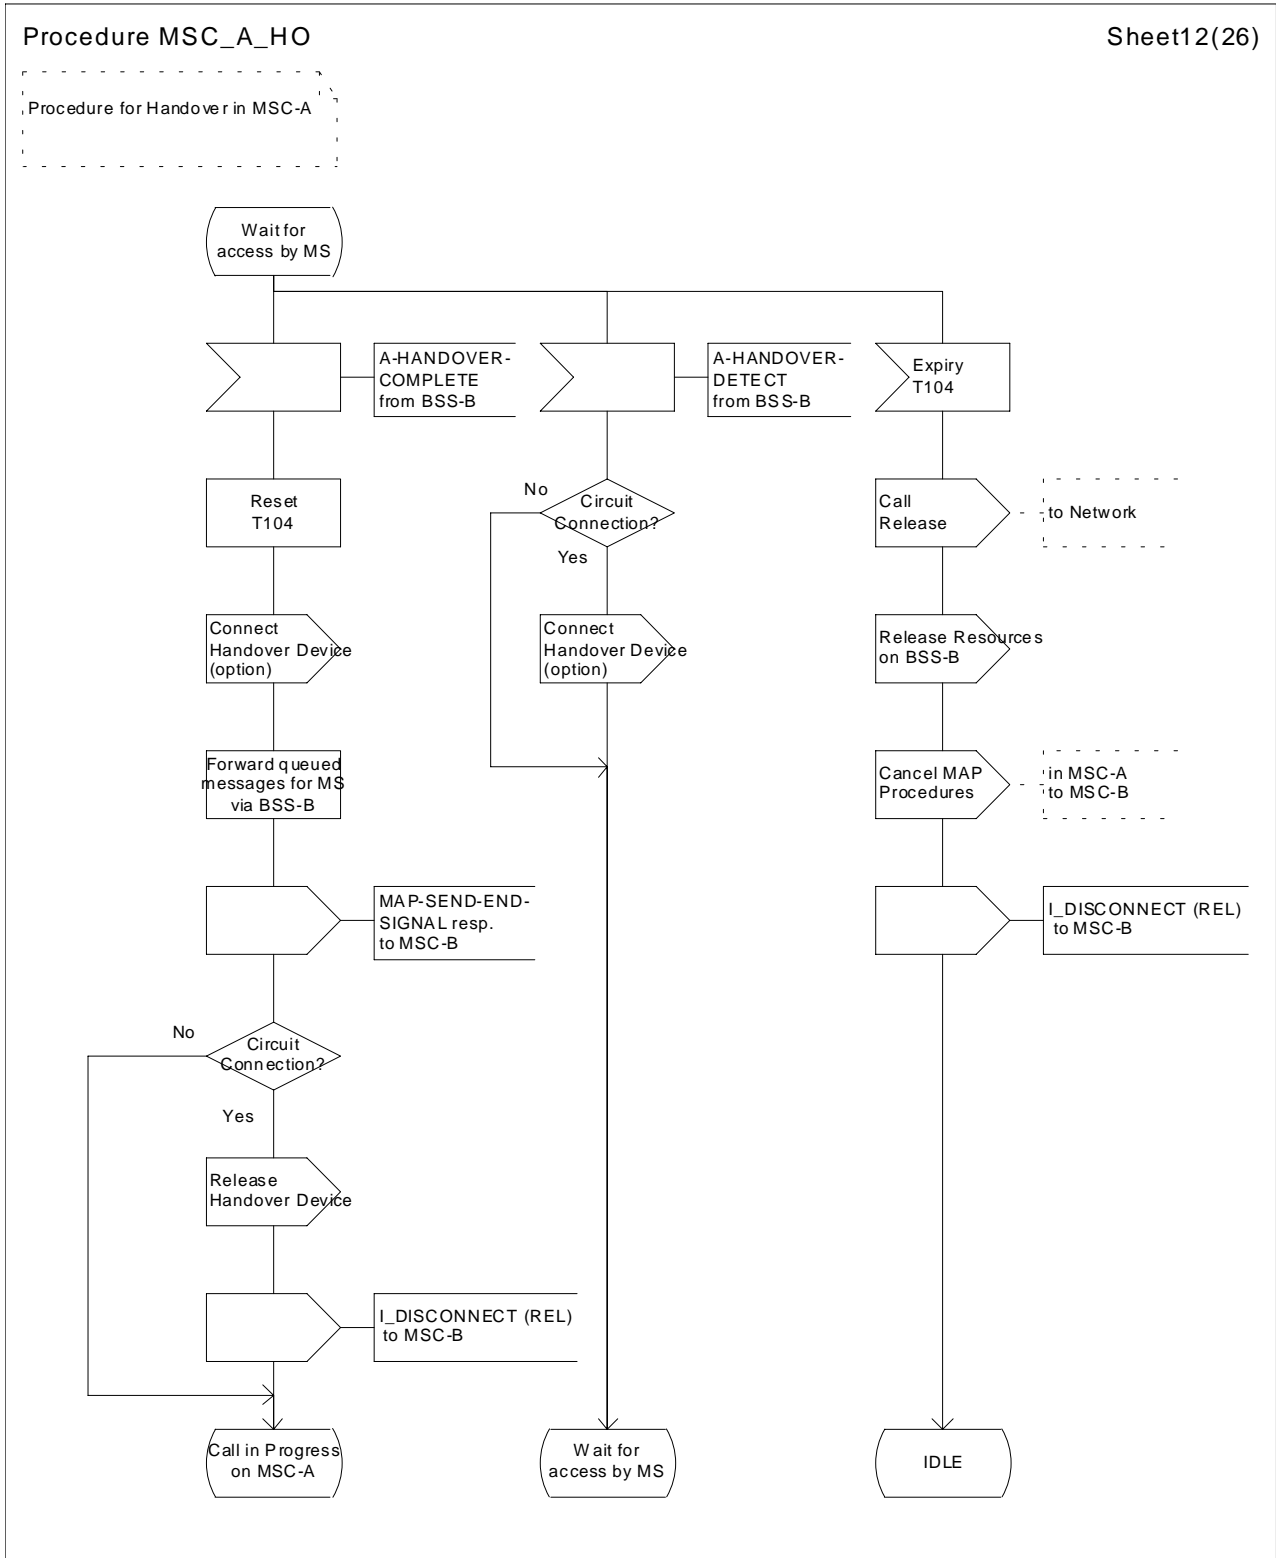 Procedure MSC_A_HO
Sheet12(26)
Procedure for Handover in MSC-A
Wait for
access by MS
A-HANDOVER-
COMPLETE
from BSS-B
A-HANDOVER-
DETECT
from BSS-B
Expiry
T104
Reset
T104
No
Circuit
Connection?
Yes
Call
Release
to Network
Connect
Handover Device
(option)
Connect
Handover Device
(option)
Release Resources
on BSS-B
Forward queued
messages for MS
via BSS-B
Cancel MAP
Procedures
in MSC-A
to MSC-B
MAP-SEND-END-
SIGNAL resp.
to MSC-B
I_DISCONNECT (REL)
to MSC-B
No
Circuit
Connection?
Yes
Release
Handover Device
I_DISCONNECT (REL)
to MSC-B
Call in Progress
on MSC-A
Wait for
access by MS
IDLE